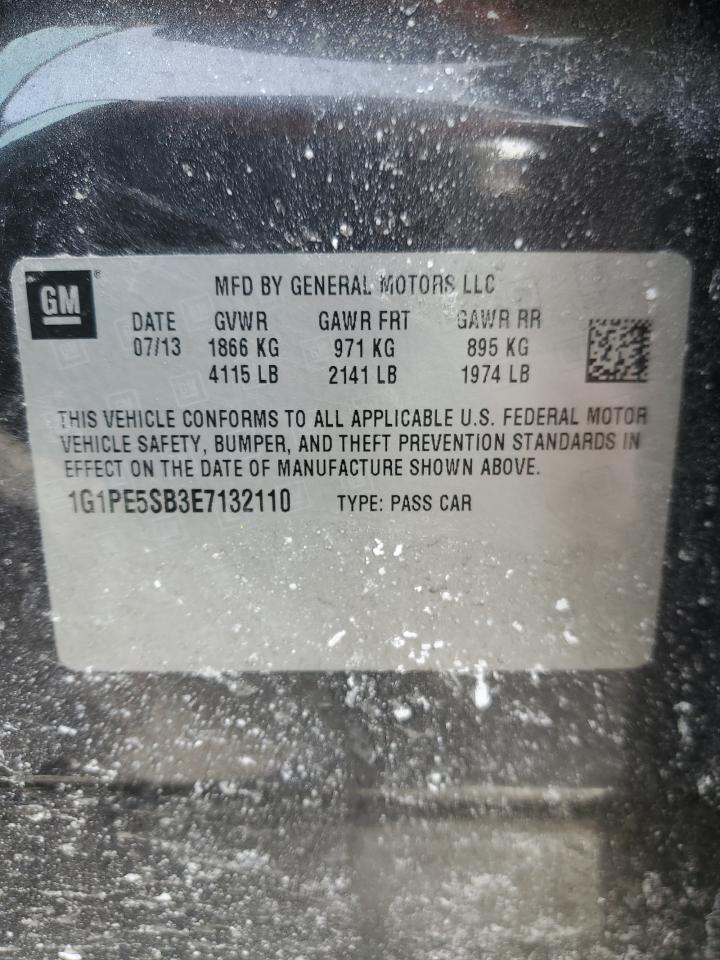 GM
MFD BY GENERAL MOTORS LLC
DATE GVWR GAWR FRT GAWR RR
07/13 1866 KG 971 KG 895 KG
4115 LB 2141 LB 1974 LB
THIS VEHICLE CONFORMS TO ALL APPLICABLE U.S. FEDERAL MOTOR
VEHICLE SAFETY, BUMPER, AND THEFT PREVENTION STANDARDS IN
EFFECT ON THE DATE OF MANUFACTURE SHOWN ABOVE.
1G1PE5SB3E7132110 TYPE: PASS CAR